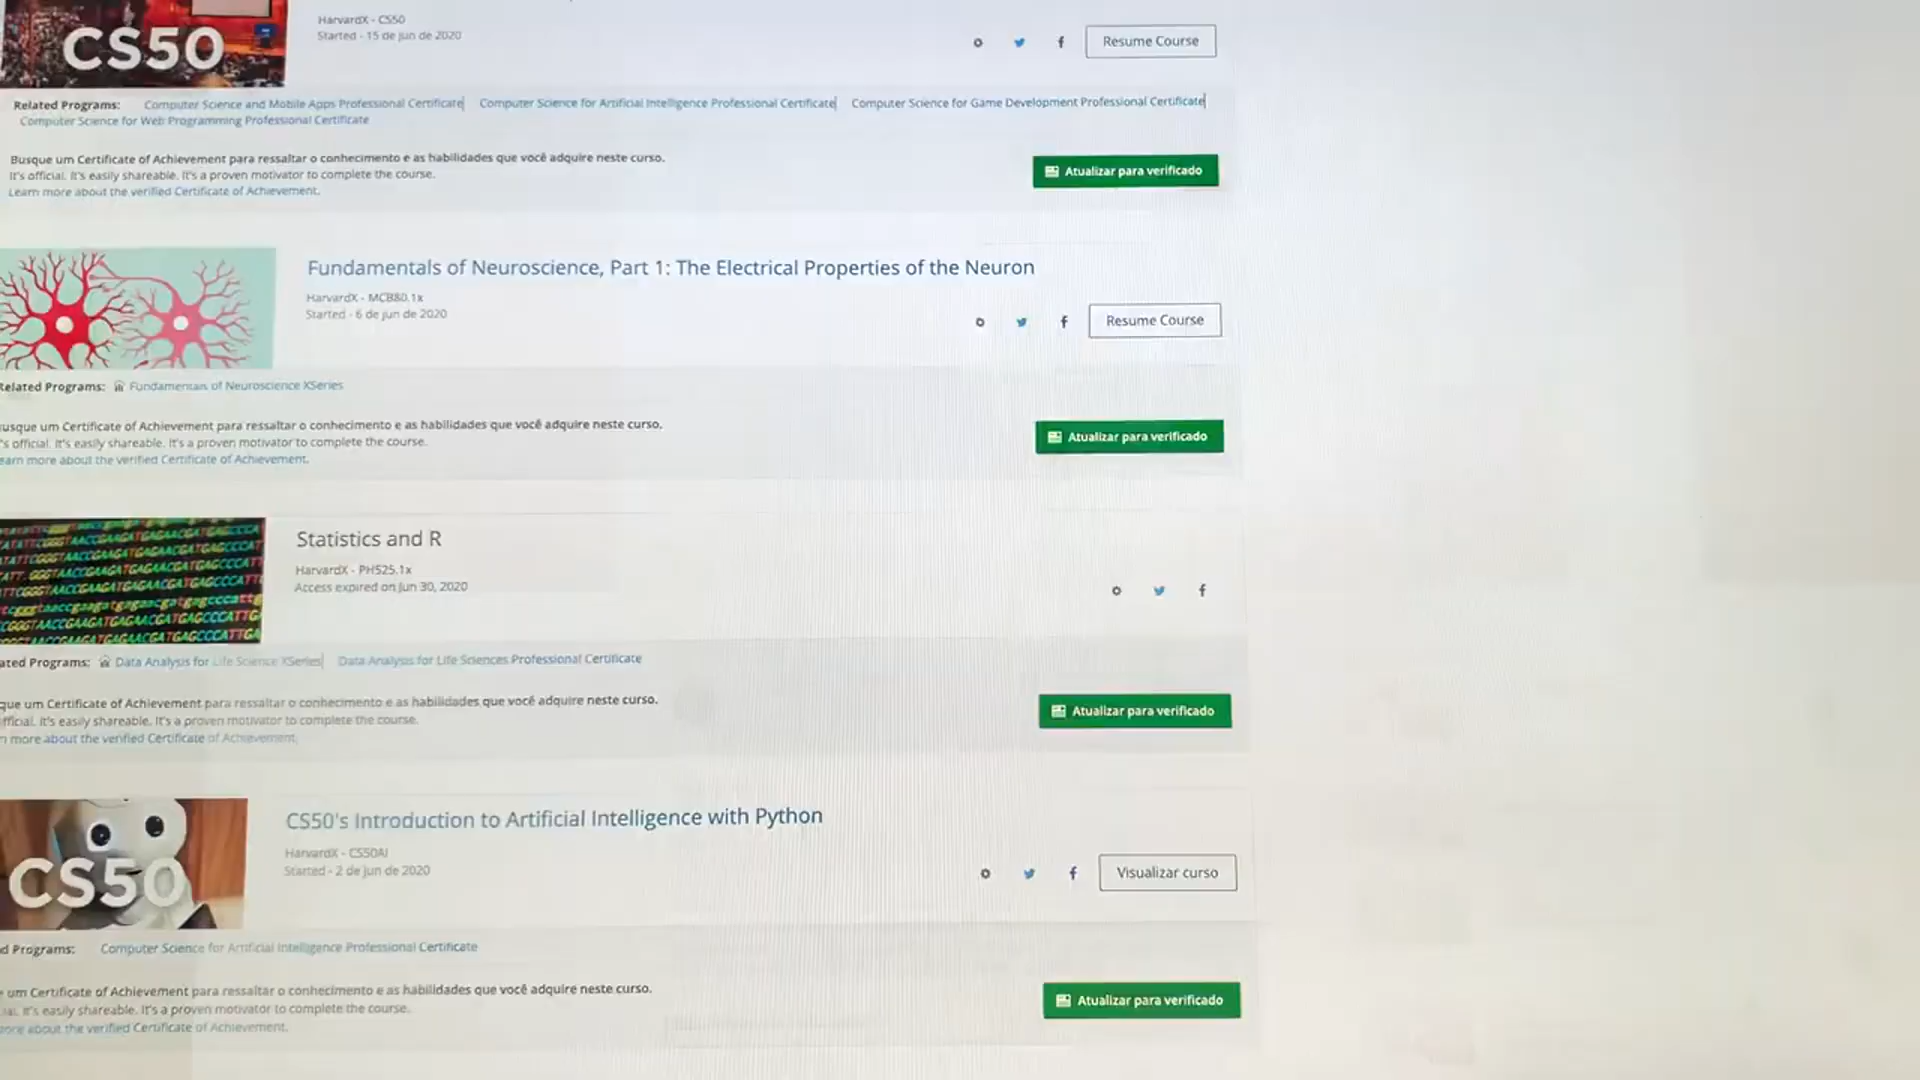 CS50
HarvardX - CS50
Started - 15 de jun de 2020
Resume Course
Related Programs: Computer Science and Mobile Apps Professional Certificate| Computer Science for Artificial Intelligence Professional Certificate| Computer Science for Game Development Professional Certificate|
Computer Science for Web Programming Professional Certificate
Busque um Certificate of Achievement para ressaltar o conhecimento e as habilidades que você adquire neste curso.
It's official. It's easily shareable. It's a proven motivator to complete the course.
Learn more about the verified Certificate of Achievement.
Atualizar para verificado
Fundamentals of Neuroscience, Part 1: The Electrical Properties of the Neuron
HarvardX - MCB80.1x
Started - 6 de jun de 2020
Resume Course
Related Programs: Fundamentals of Neuroscience XSeries
usque um Certificate of Achievement para ressaltar o conhecimento e as habilidades que você adquire neste curso.
's official. It's easily shareable. It's a proven motivator to complete the course.
earn more about the verified Certificate of Achievement.
Atualizar para verificado
Statistics and R
HarvardX - PH525.1x
Access expired on Jun 30, 2020
ated Programs: Data Analysis for Life Science XSeries| Data Analysis for Life Sciences Professional Certificate
que um Certificate of Achievement para ressaltar o conhecimento e as habilidades que você adquire neste curso.
fficial. It's easily shareable. It's a proven motivator to complete the course.
n more about the verified Certificate of Achievement.
Atualizar para verificado
CS50
CS50's Introduction to Artificial Intelligence with Python
HarvardX - CS50AI
Started - 2 de jun de 2020
Visualizar curso
d Programs: Computer Science for Artificial Intelligence Professional Certificate
um Certificate of Achievement para ressaltar o conhecimento e as habilidades que você adquire neste curso.
ial. It's easily shareable. It's a proven motivator to complete the course.
ore about the verified Certificate of Achievement.
Atualizar para verificado